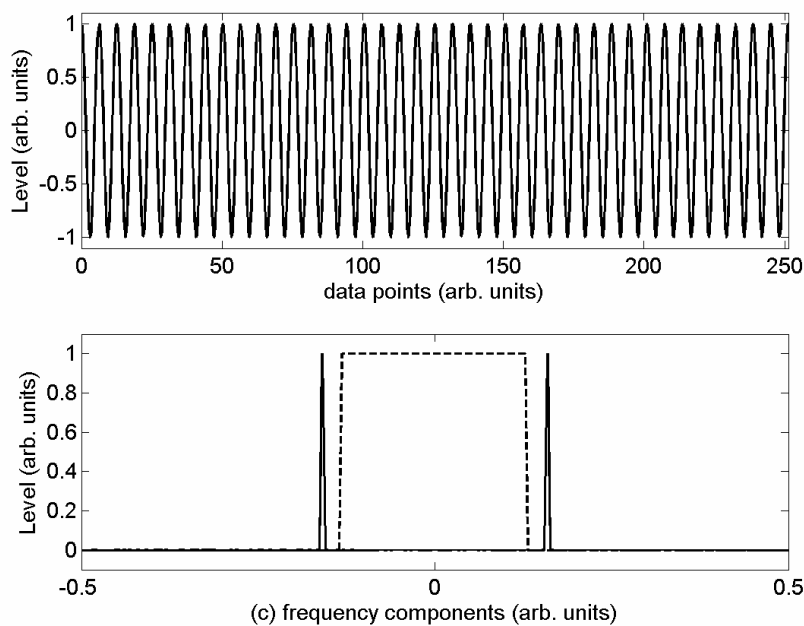 1
0.5
0
-0.5
-1
Level (arb. units)
0 50 100 150 200 250
data points (arb. units)
1
0.8
0.6
0.4
0.2
0
Level (arb. units)
-0.5 0 0.5
(c) frequency components (arb. units)